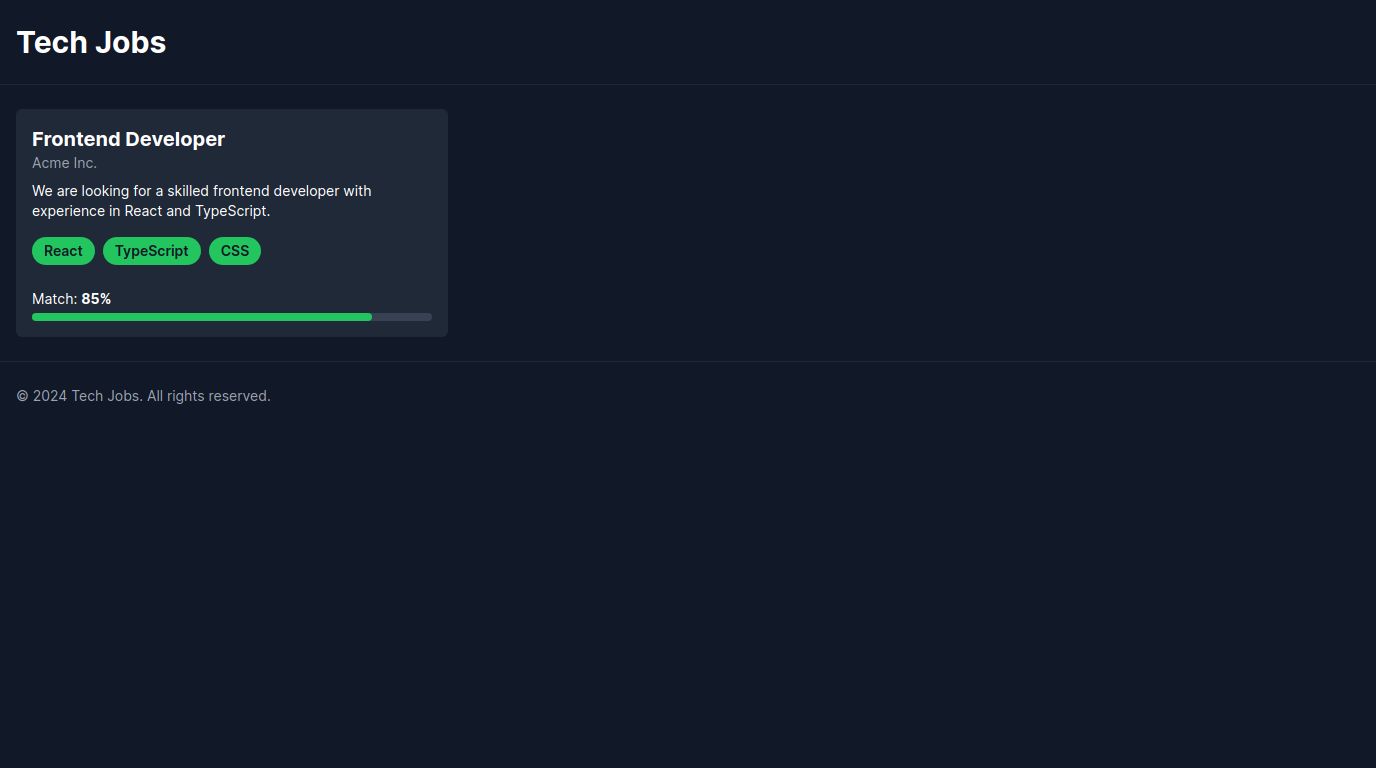 Tech Jobs
Frontend Developer
Acme Inc.
We are looking for a skilled frontend developer with
experience in React and TypeScript.
React TypeScript CSS
Match: 85%
© 2024 Tech Jobs. All rights reserved.